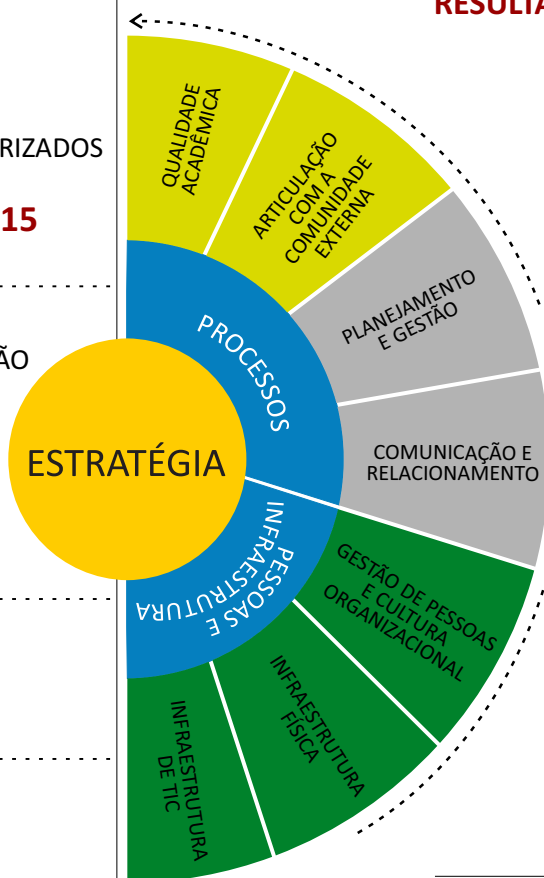 RESULTA
RIZADOS
15
ÃO
QUALIDADE
ACADÊMICA
ARTICULAÇÃO
COM A
COMUNIDADE
EXTERNA
PLANEJAMENTO
E GESTÃO
COMUNICAÇÃO E
RELACIONAMENTO
PROCESSOS
ESTRATÉGIA
PESSOAS E
INFRAESTRUTURA
GESTÃO DE PESSOAS
E CULTURA
ORGANIZACIONAL
INFRAESTRUTURA
FÍSICA
INFRAESTRUTURA
DE TIC